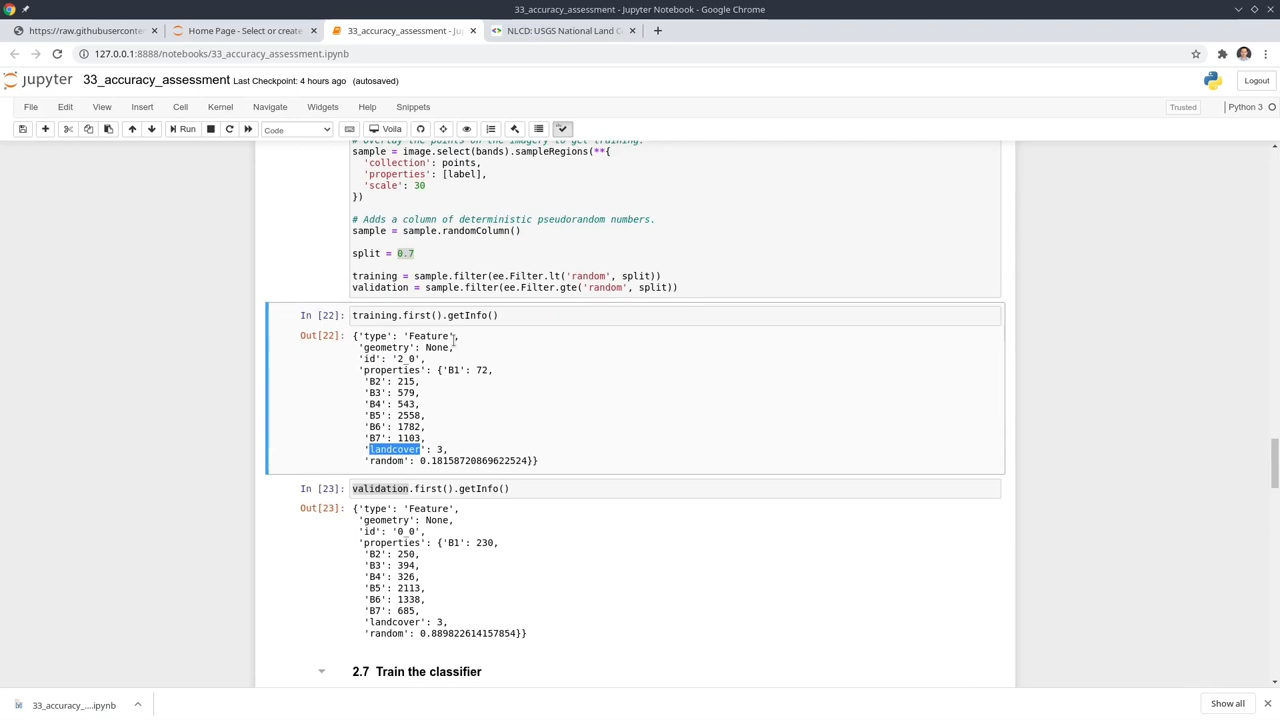 33_accuracy_assessment - Jupyter Notebook - Google Chrome
https://raw.githubuserconte
Home Page - Select or create
33_accuracy_assessment - Ju
NLCD: USGS National Land C
127.0.0.1:8888/notebooks/33_accuracy_assessment.ipynb
jupyter 33_accuracy_assessment Last Checkpoint: 4 hours ago (autosaved)
Logout
File Edit View Insert Cell Kernel Navigate Widgets Help Snippets
Trusted
Python 3
Run
Code
Voila
# Overlay the points on the imagery to get training.
sample = image.select(bands).sampleRegions(**{
'collection': points,
'properties': [label],
'scale': 30
})
# Adds a column of deterministic pseudorandom numbers.
sample = sample.randomColumn()
split = 0.7
training = sample.filter(ee.Filter.lt('random', split))
validation = sample.filter(ee.Filter.gte('random', split))
In [22]: training.first().getInfo()
Out[22]: {'type': 'Feature',
'geometry': None,
'id': '2_0',
'properties': {'B1': 72,
'B2': 215,
'B3': 579,
'B4': 543,
'B5': 2558,
'B6': 1782,
'B7': 1103,
'landcover': 3,
'random': 0.18158720869622524}}
In [23]: validation.first().getInfo()
Out[23]: {'type': 'Feature',
'geometry': None,
'id': '0_0',
'properties': {'B1': 230,
'B2': 250,
'B3': 394,
'B4': 326,
'B5': 2113,
'B6': 1338,
'B7': 685,
'landcover': 3,
'random': 0.889822614157854}}
2.7 Train the classifier
33_accuracy_....ipynb
Show all